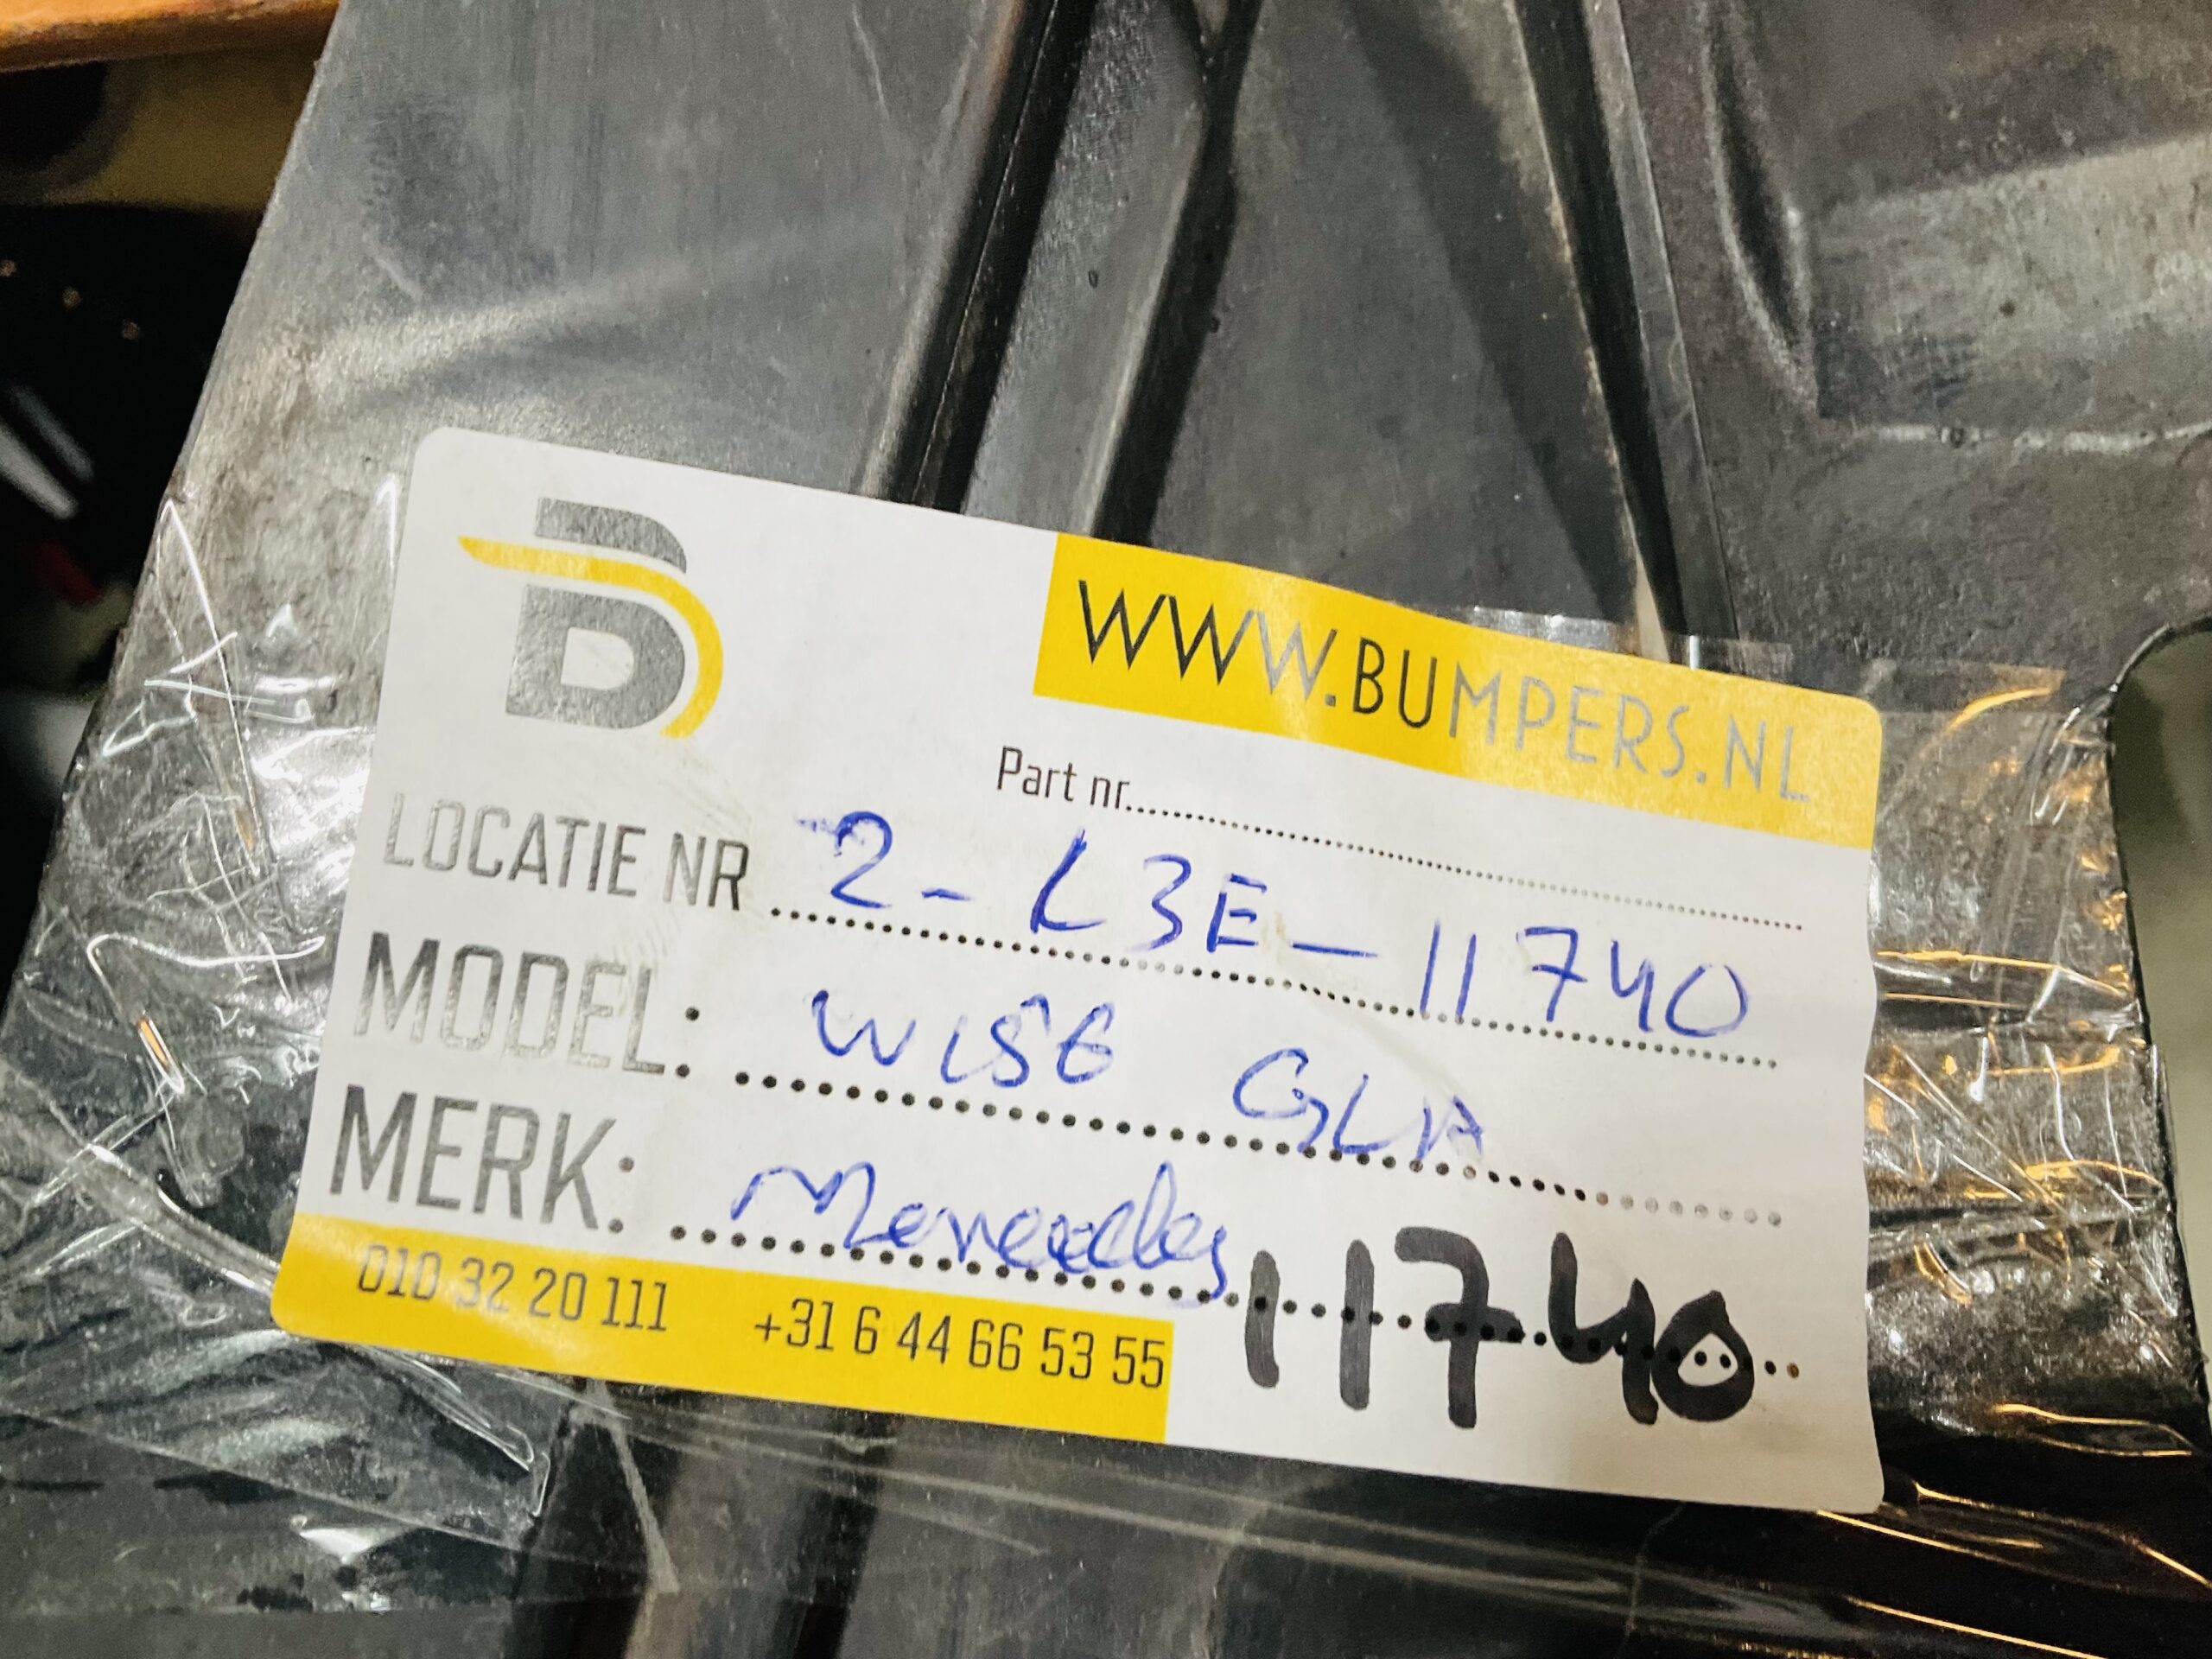 B
WWW.BUMPERS.NL
Part nr.
LOCATIE NR 2 - L3E - 11740
MODEL: W156 GLA
MERK: Mercedes
11740
010 32 20 111 +31 6 44 66 53 55